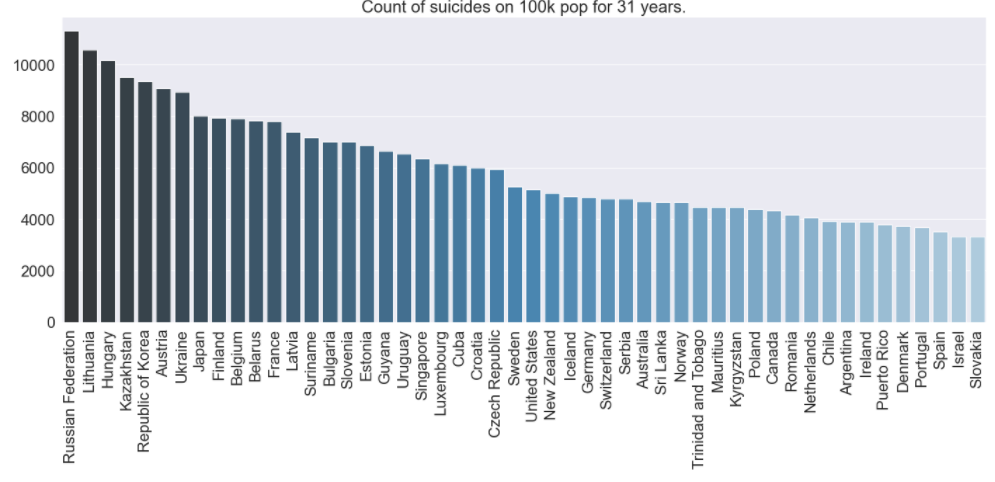 Count of suicides on 100k pop for 31 years.
10000
8000
6000
4000
2000
0
Russian Federation
Lithuania
Hungary
Kazakhstan
Republic of Korea
Austria
Ukraine
Japan
Finland
Belgium
Belarus
France
Latvia
Suriname
Bulgaria
Slovenia
Estonia
Guyana
Uruguay
Singapore
Luxembourg
Cuba
Croatia
Czech Republic
Sweden
United States
New Zealand
Iceland
Germany
Switzerland
Serbia
Australia
Sri Lanka
Norway
Trinidad and Tobago
Mauritius
Kyrgyzstan
Poland
Canada
Romania
Netherlands
Chile
Argentina
Ireland
Puerto Rico
Denmark
Portugal
Spain
Israel
Slovakia